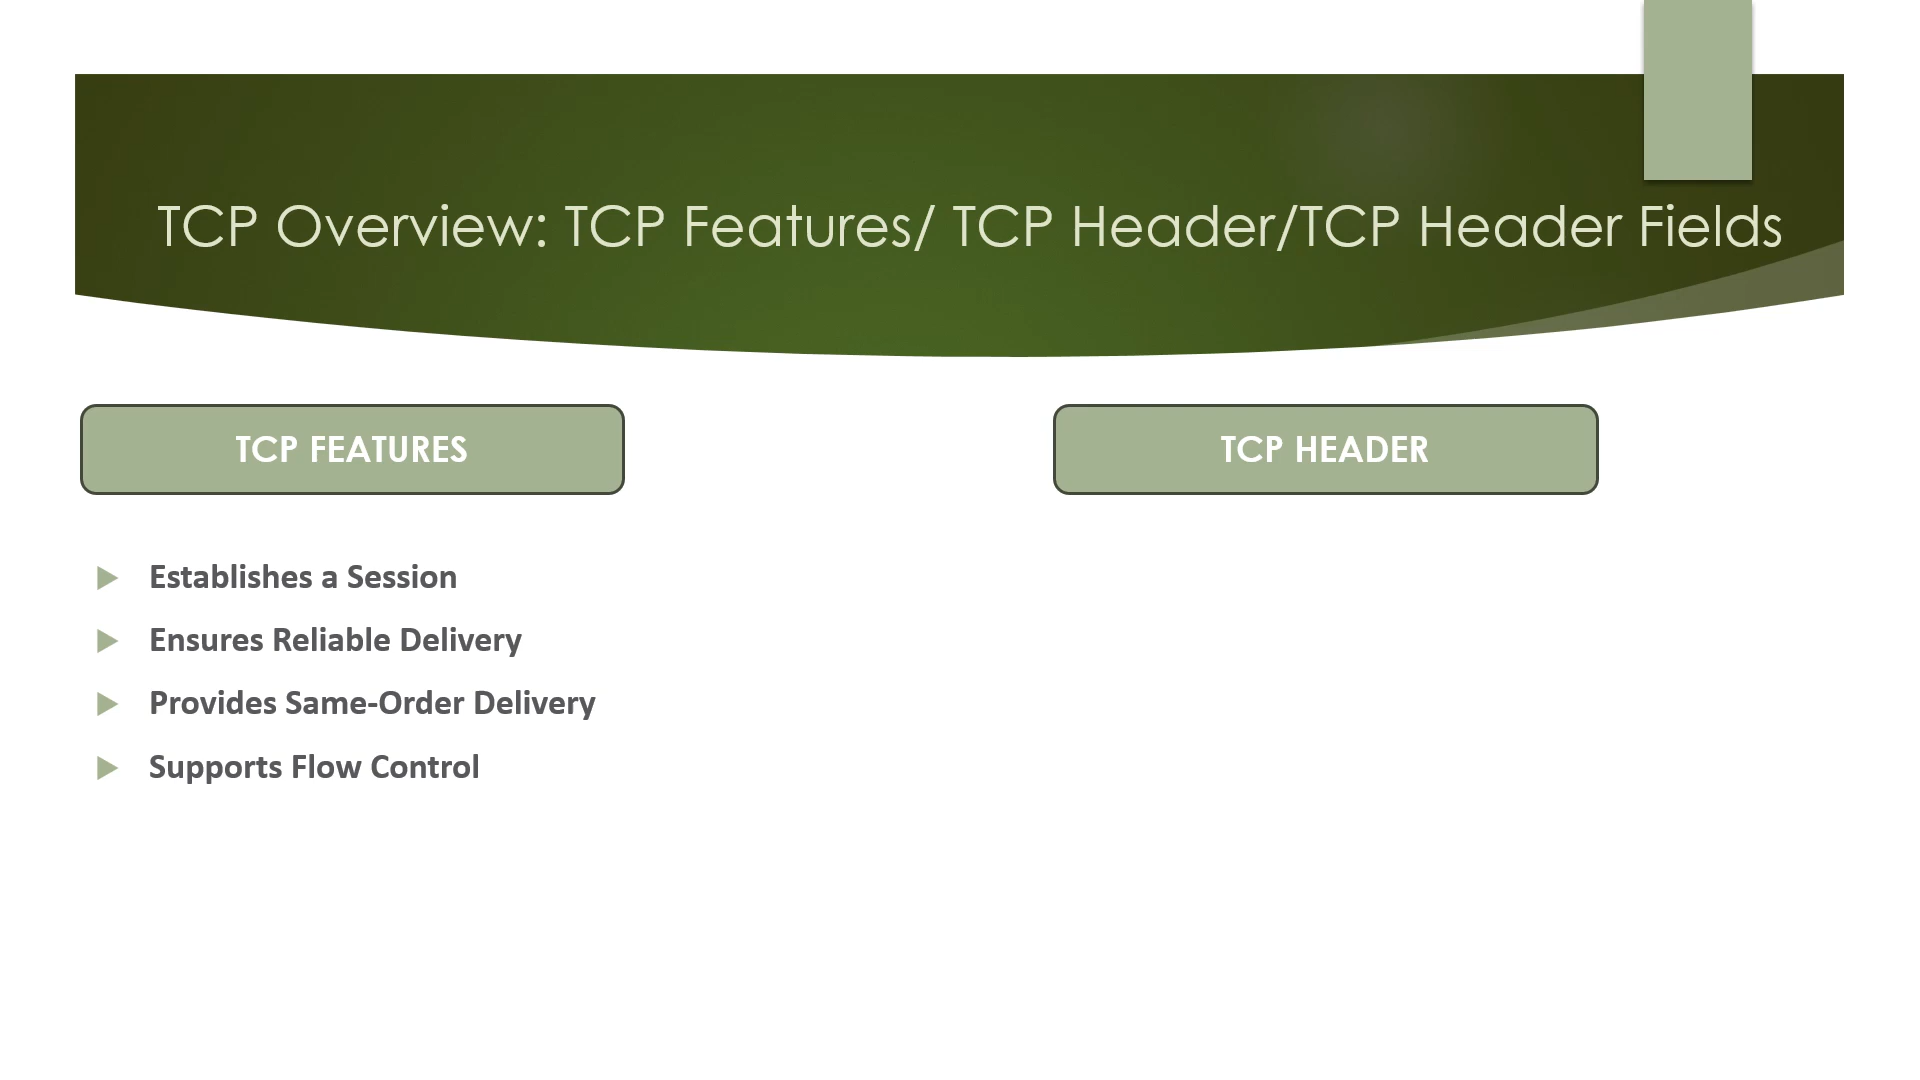 TCP Overview: TCP Features/ TCP Header/TCP Header Fields
TCP FEATURES
Establishes a Session
Ensures Reliable Delivery
Provides Same-Order Delivery
Supports Flow Control
TCP HEADER